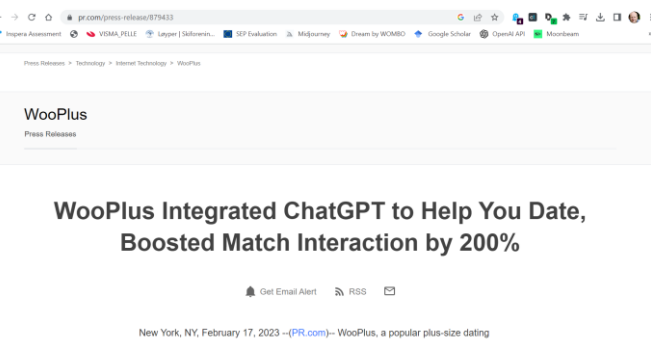 pr.com/press-release/879433
Inspera Assessment VISMA_PELLE Løyper | Skiforenin... SEP Evaluation Midjourney Dream by WOMBO Google Scholar OpenAI API Moonbeam
Press Releases > Technology > Internet Technology > WooPlus
WooPlus
Press Releases
WooPlus Integrated ChatGPT to Help You Date,
Boosted Match Interaction by 200%
Get Email Alert RSS
New York, NY, February 17, 2023 --(PR.com)-- WooPlus, a popular plus-size dating